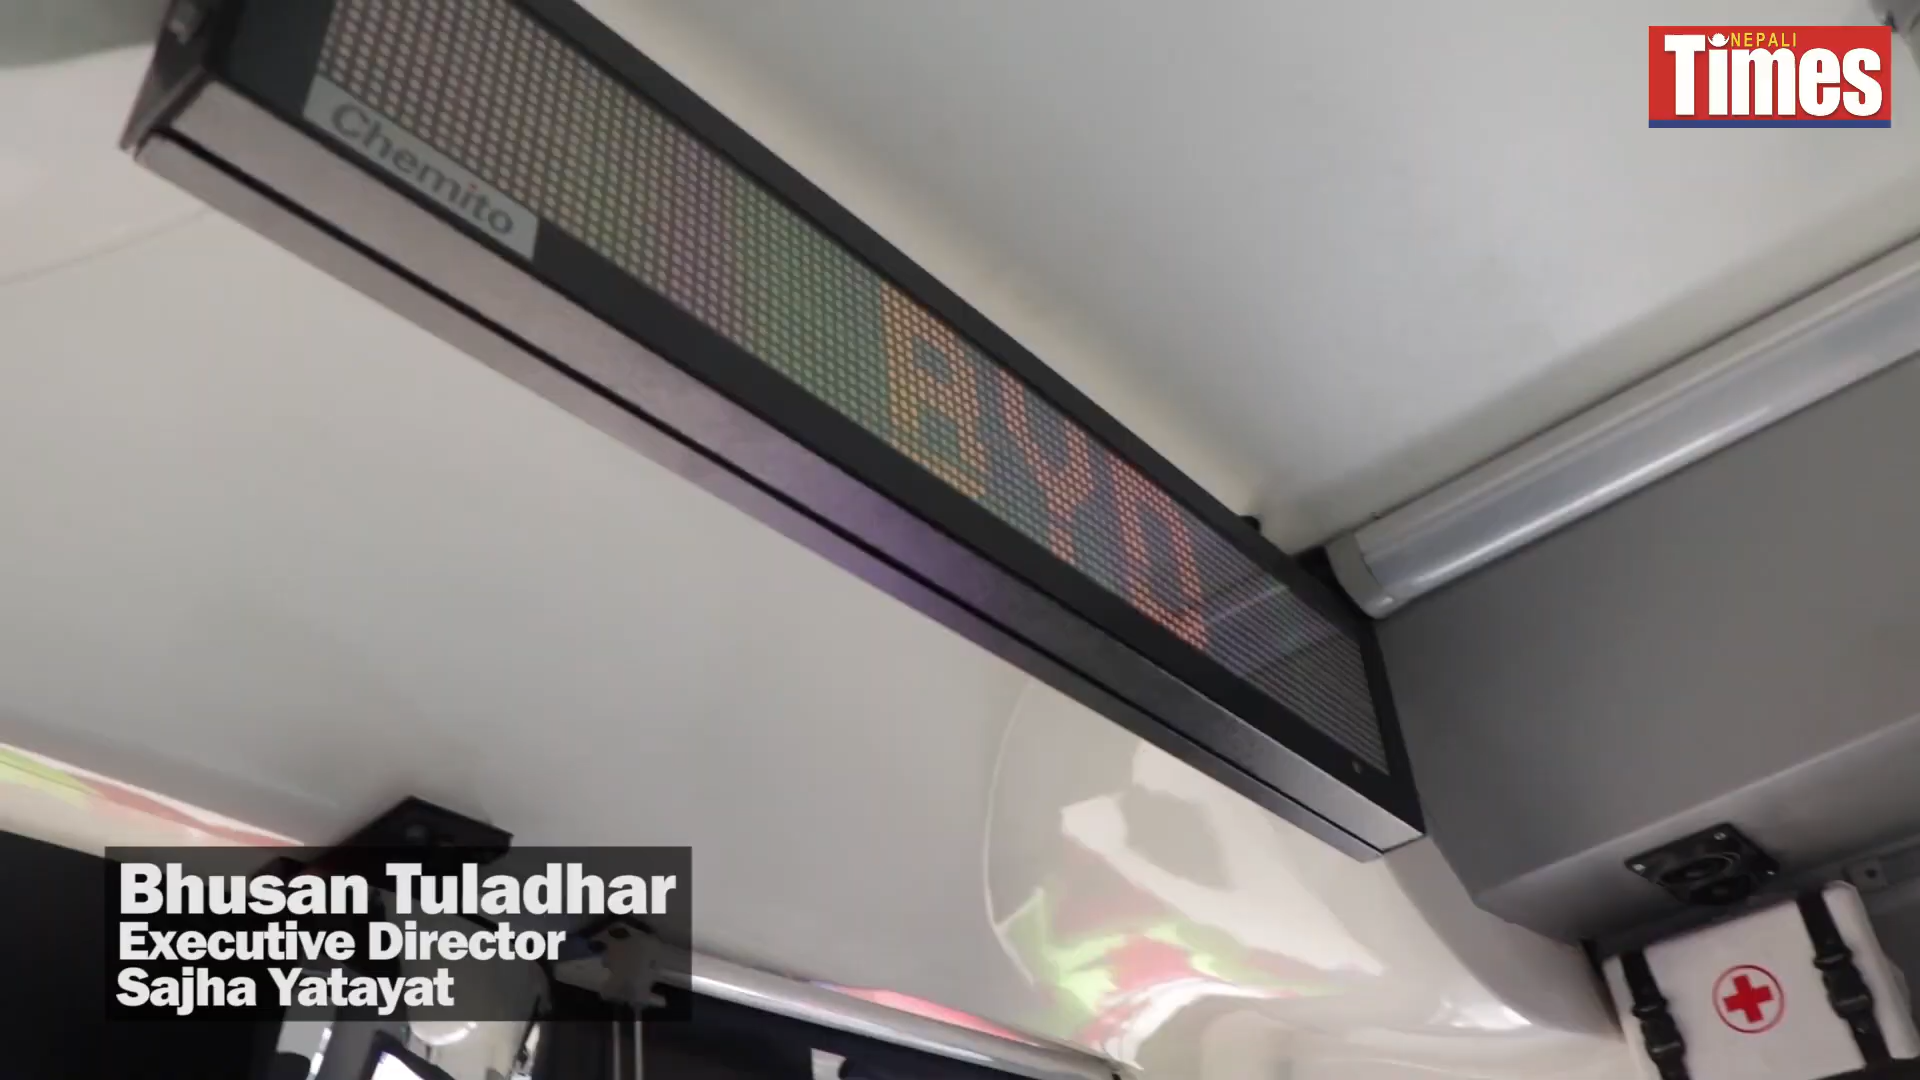 NEPALI
Times
Chemito
BYD
Bhusan Tuladhar
Executive Director
Sajha Yatayat